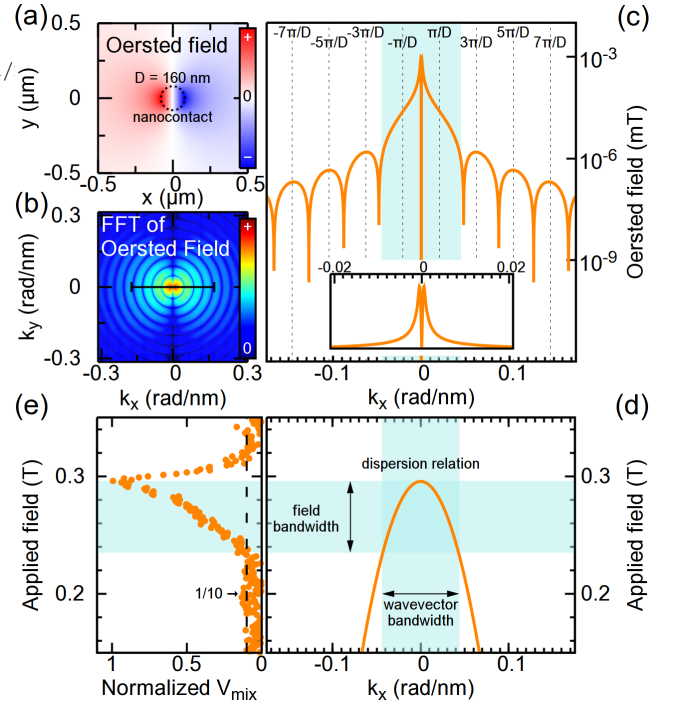 (a)
Oersted field
D = 160 nm
nanocontact
+
0
−
0.5
0
-0.5
y (μm)
-0.5
0
0.5
x (μm)
(b)
FFT of
Oersted Field
+
0
0.3
0
-0.3
k_y (rad/nm)
-0.3
0
0.3
k_x (rad/nm)
(c)
-7π/D
-5π/D
-3π/D
-π/D
π/D
3π/D
5π/D
7π/D
10⁻³
10⁻⁶
10⁻⁹
Oersted field (mT)
-0.02
0
0.02
-0.1
0
0.1
k_x (rad/nm)
(e)
0.3
0.2
Applied field (T)
1/10→
1
0.5
0
Normalized V_mix
(d)
dispersion relation
field
bandwidth
wavevector
bandwidth
0.3
0.2
Applied field (T)
-0.1
0
0.1
k_x (rad/nm)